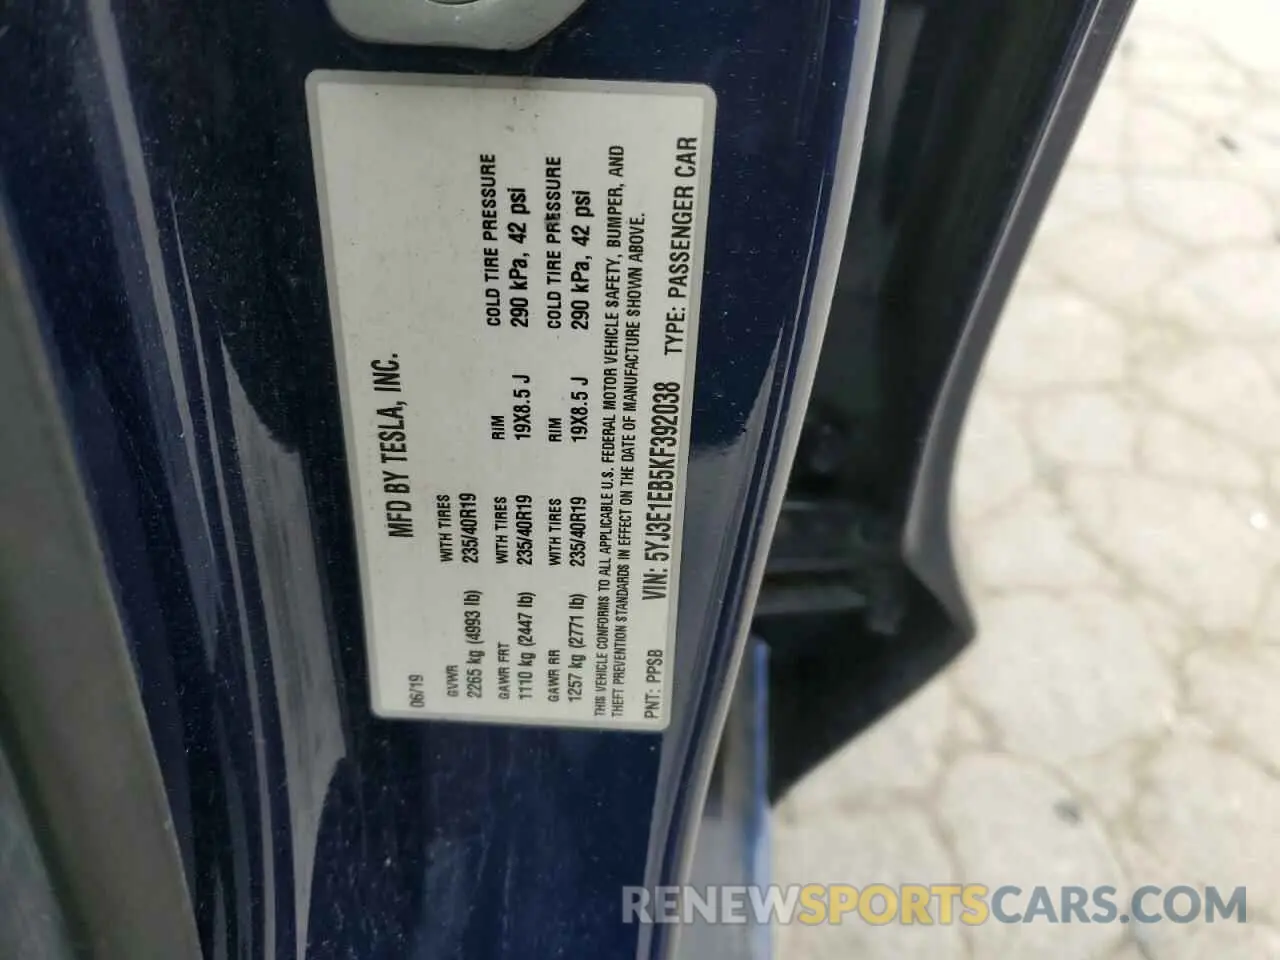 MFD BY TESLA, INC.
06/19
GVWR WITH TIRES RIM COLD TIRE PRESSURE
2265 kg (4993 lb) 235/40R19
GAWR FRT WITH TIRES
1110 kg (2447 lb) 235/40R19 19X8.5 J 290 kPa, 42 psi
GAWR RR WITH TIRES RIM COLD TIRE PRESSURE
1257 kg (2771 lb) 235/40R19 19X8.5 J 290 kPa, 42 psi
THIS VEHICLE CONFORMS TO ALL APPLICABLE U.S. FEDERAL MOTOR VEHICLE SAFETY, BUMPER, AND
THEFT PREVENTION STANDARDS IN EFFECT ON THE DATE OF MANUFACTURE SHOWN ABOVE.
PNT: PPSB VIN: 5YJ3E1EB5KF392038 TYPE: PASSENGER CAR
RENEWSPORTSCARS.COM